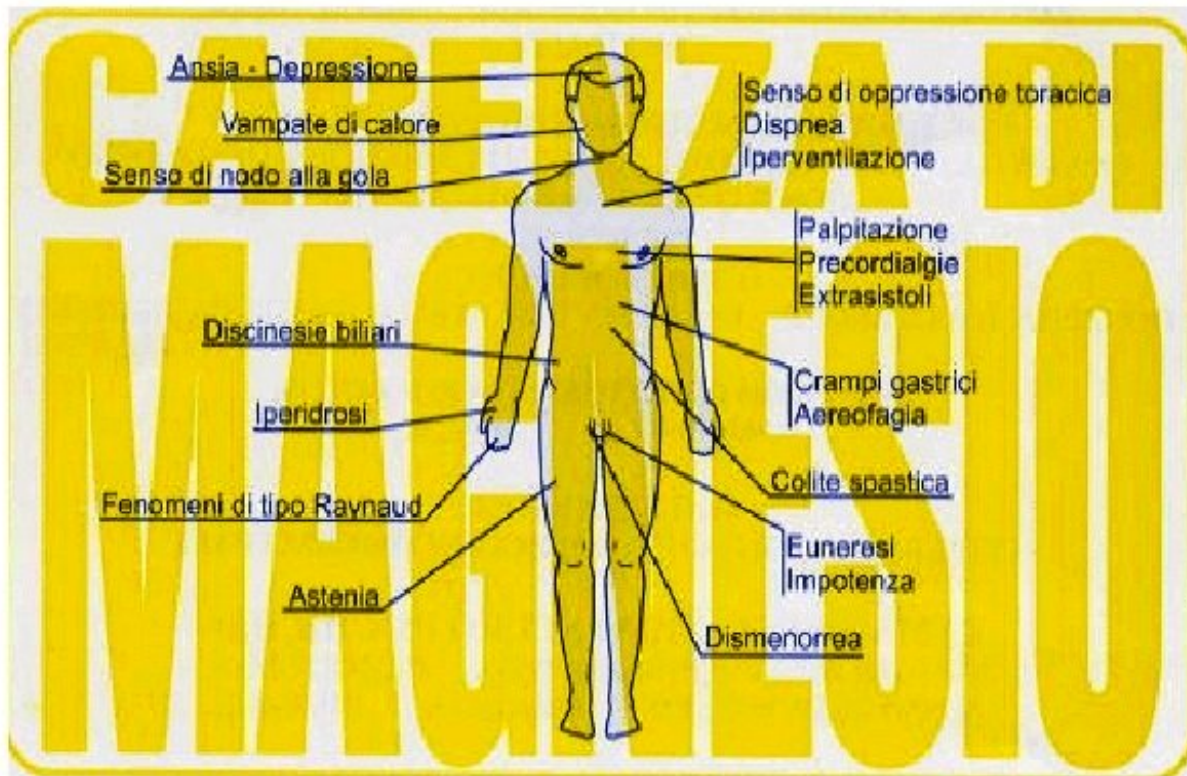 CARENZA DI
MAGNESIO
Ansia - Depressione
Vampate di calore
Senso di nodo alla gola
Discinesie biliari
Iperidrosi
Fenomeni di tipo Raynaud
Astenia
Senso di oppressione toracica
Dispnea
Iperventilazione
Palpitazione
Precordialgie
Extrasistoli
Crampi gastrici
Aereofagia
Colite spastica
Euneresi
Impotenza
Dismenorrea